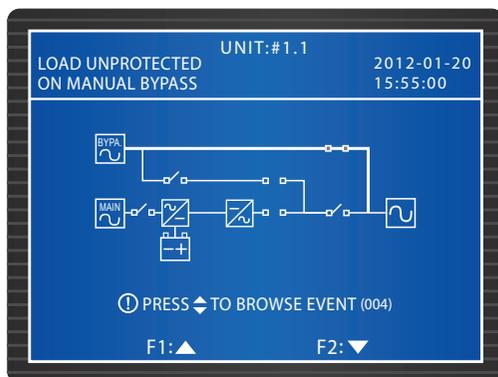 UNIT:#1.1
LOAD UNPROTECTED
ON MANUAL BYPASS
2012-01-20
15:55:00
BYPA.
MAIN
PRESS TO BROWSE EVENT (004)
F1:
F2: